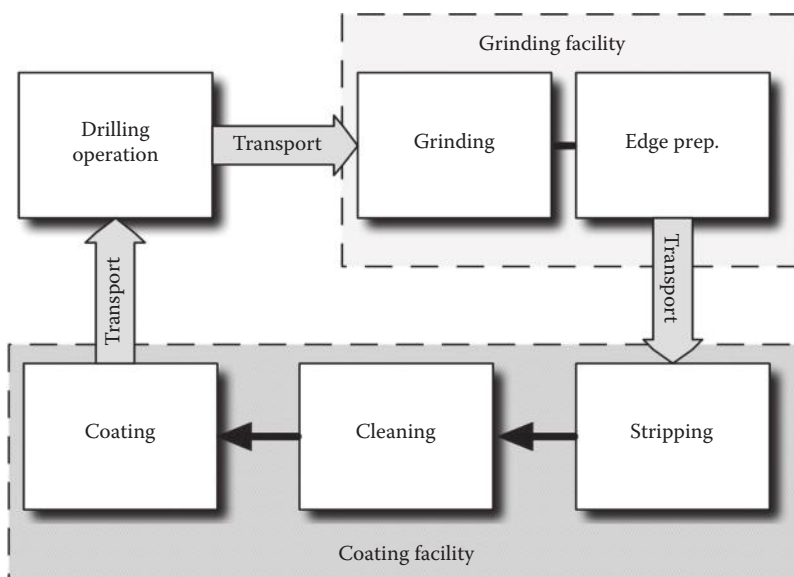 Grinding facility
Drilling
operation
Transport
Grinding
Edge prep.
Transport
Transport
Coating
Cleaning
Stripping
Coating facility